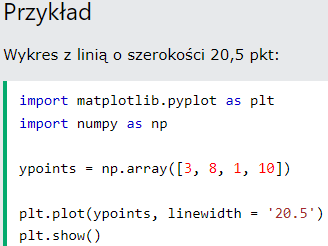 Przykład
Wykres z linią o szerokości 20,5 pkt:
import matplotlib.pyplot as plt
import numpy as np
ypoints = np.array([3, 8, 1, 10])
plt.plot(ypoints, linewidth = '20.5')
plt.show()